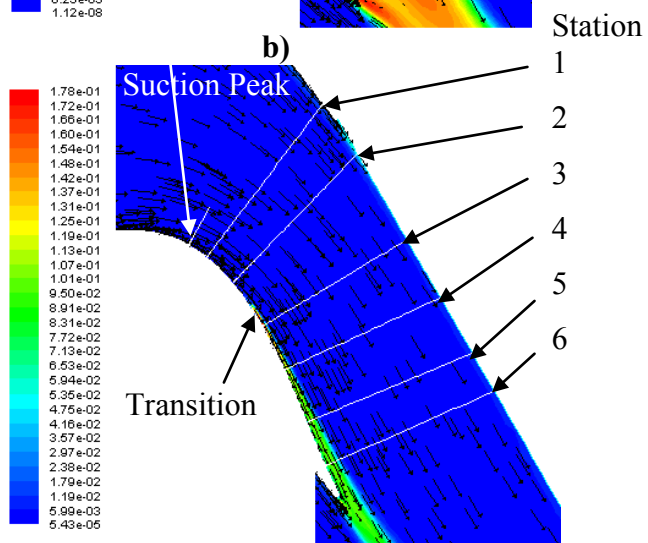 1.12e-08
b)
Station
Suction Peak
1
2
3
4
5
6
Transition
1.78e-01
1.72e-01
1.66e-01
1.60e-01
1.54e-01
1.48e-01
1.42e-01
1.37e-01
1.31e-01
1.25e-01
1.19e-01
1.13e-01
1.07e-01
1.01e-01
9.50e-02
8.91e-02
8.31e-02
7.72e-02
7.13e-02
6.53e-02
5.94e-02
5.35e-02
4.75e-02
4.16e-02
3.57e-02
2.97e-02
2.38e-02
1.79e-02
1.19e-02
5.99e-03
5.43e-05